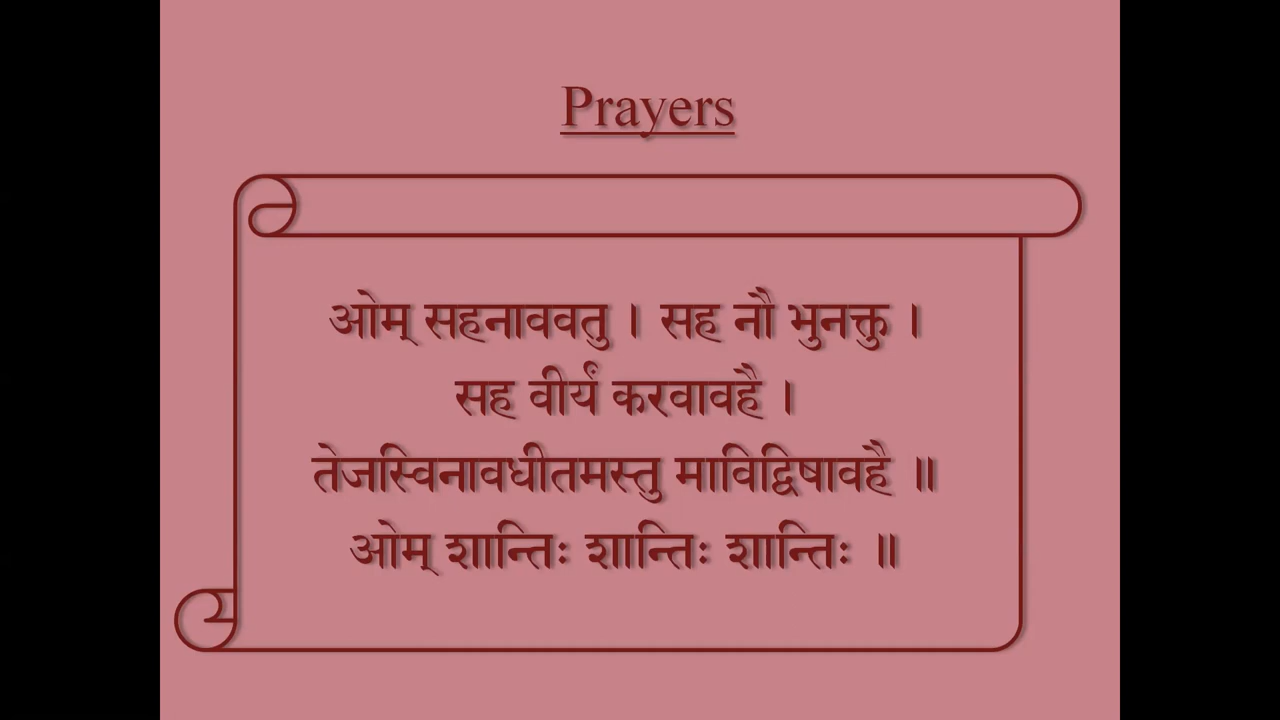 Prayers
ओम् सहनाववतु । सह नौ भुनक्तु ।
सह वीर्यं करवावहै ।
तेजस्विनावधीतमस्तु माविद्विषावहै ॥
ओम् शान्तिः शान्तिः शान्तिः ॥